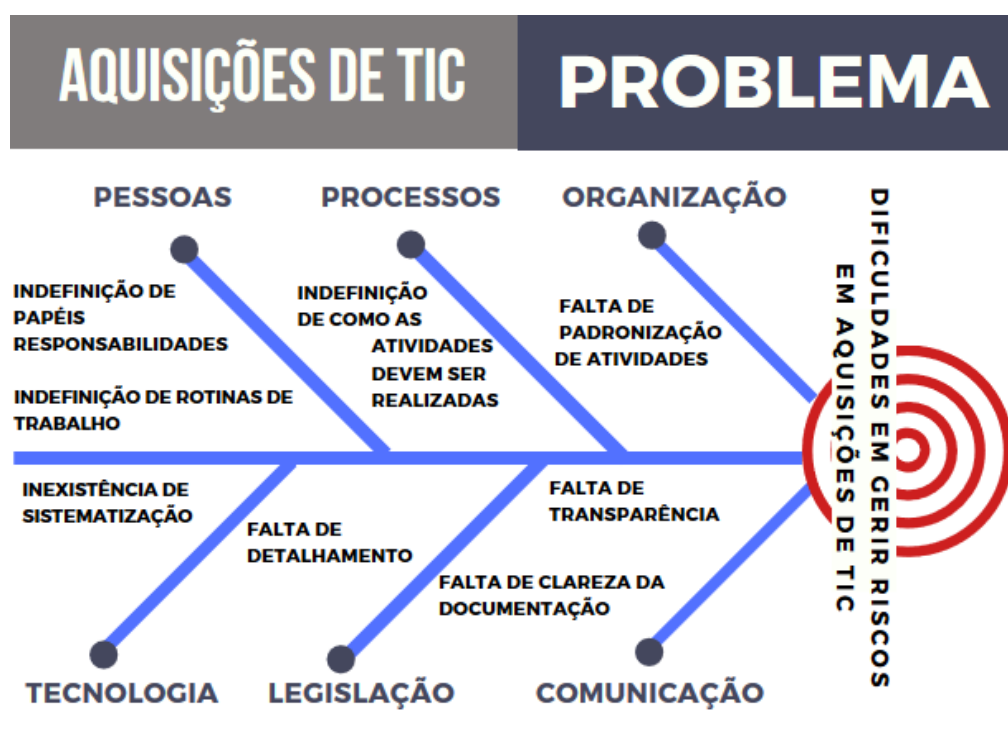 AQUISIÇÕES DE TIC
PROBLEMA
PESSOAS
PROCESSOS
ORGANIZAÇÃO
INDEFINIÇÃO DE
PAPÉIS
RESPONSABILIDADES
INDEFINIÇÃO DE ROTINAS DE
TRABALHO
INDEFINIÇÃO
DE COMO AS
ATIVIDADES
DEVEM SER
REALIZADAS
FALTA DE
PADRONIZAÇÃO
DE ATIVIDADES
DIFICULDADES EM GERIR RISCOS
EM AQUISIÇÕES DE TIC
INEXISTÊNCIA DE
SISTEMATIZAÇÃO
FALTA DE
DETALHAMENTO
FALTA DE
TRANSPARÊNCIA
FALTA DE CLAREZA DA
DOCUMENTAÇÃO
TECNOLOGIA
LEGISLAÇÃO
COMUNICAÇÃO